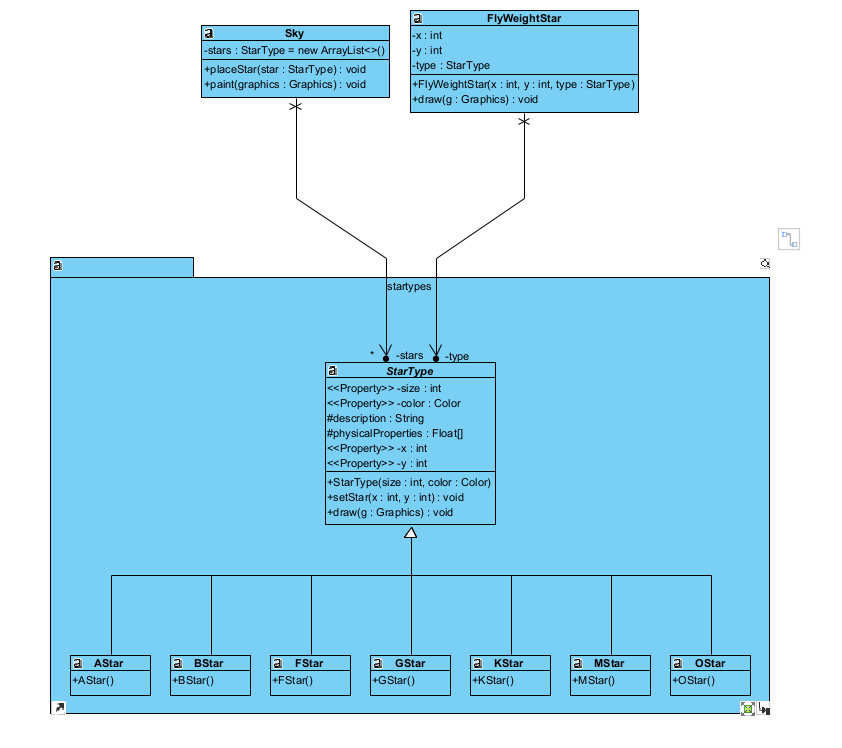 Sky
-stars : StarType = new ArrayList<>()
+placeStar(star : StarType) : void
+paint(graphics : Graphics) : void
FlyWeightStar
-x : int
-y : int
-type : StarType
+FlyWeightStar(x : int, y : int, type : StarType)
+draw(g : Graphics) : void
startypes
* -stars -type
StarType
<<Property>> -size : int
<<Property>> -color : Color
#description : String
#physicalProperties : Float[]
<<Property>> -x : int
<<Property>> -y : int
+StarType(size : int, color : Color)
+setStar(x : int, y : int) : void
+draw(g : Graphics) : void
AStar
+AStar()
BStar
+BStar()
FStar
+FStar()
GStar
+GStar()
KStar
+KStar()
MStar
+MStar()
OStar
+OStar()